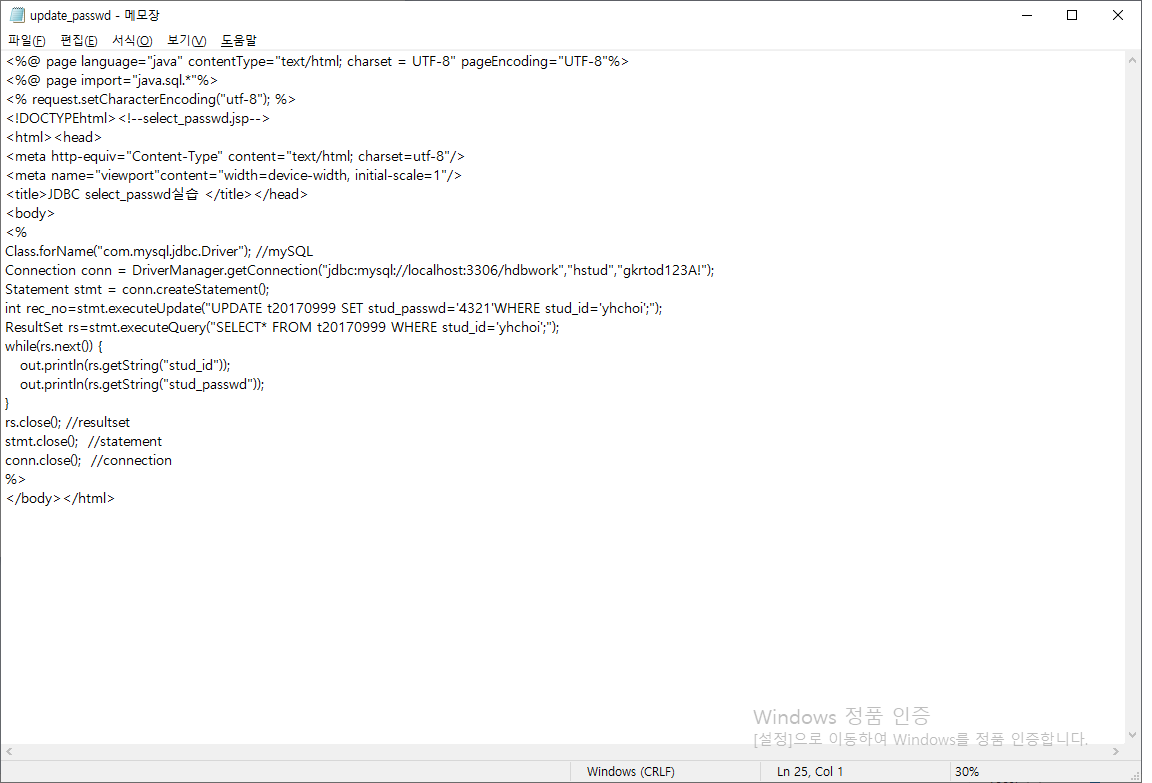 update_passwd - 메모장
파일(F) 편집(E) 서식(O) 보기(V) 도움말
<%@ page language="java" contentType="text/html; charset = UTF-8" pageEncoding="UTF-8"%>
<%@ page import="java.sql.*"%>
<% request.setCharacterEncoding("utf-8"); %>
<!DOCTYPEhtml><!--select_passwd.jsp-->
<html><head>
<meta http-equiv="Content-Type" content="text/html; charset=utf-8"/>
<meta name="viewport"content="width=device-width, initial-scale=1"/>
<title>JDBC select_passwd실습 </title></head>
<body>
<%
Class.forName("com.mysql.jdbc.Driver"); //mySQL
Connection conn = DriverManager.getConnection("jdbc:mysql://localhost:3306/hdbwork","hstud","gkrtod123A!");
Statement stmt = conn.createStatement();
int rec_no=stmt.executeUpdate("UPDATE t20170999 SET stud_passwd='4321'WHERE stud_id='yhchoi';");
ResultSet rs=stmt.executeQuery("SELECT* FROM t20170999 WHERE stud_id='yhchoi';");
while(rs.next()) {
    out.println(rs.getString("stud_id"));
    out.println(rs.getString("stud_passwd"));
}
rs.close(); //resultset
stmt.close();  //statement
conn.close();  //connection
%>
</body></html>
Windows 정품 인증
[설정]으로 이동하여 Windows를 정품 인증합니다.
Windows (CRLF) Ln 25, Col 1 30%